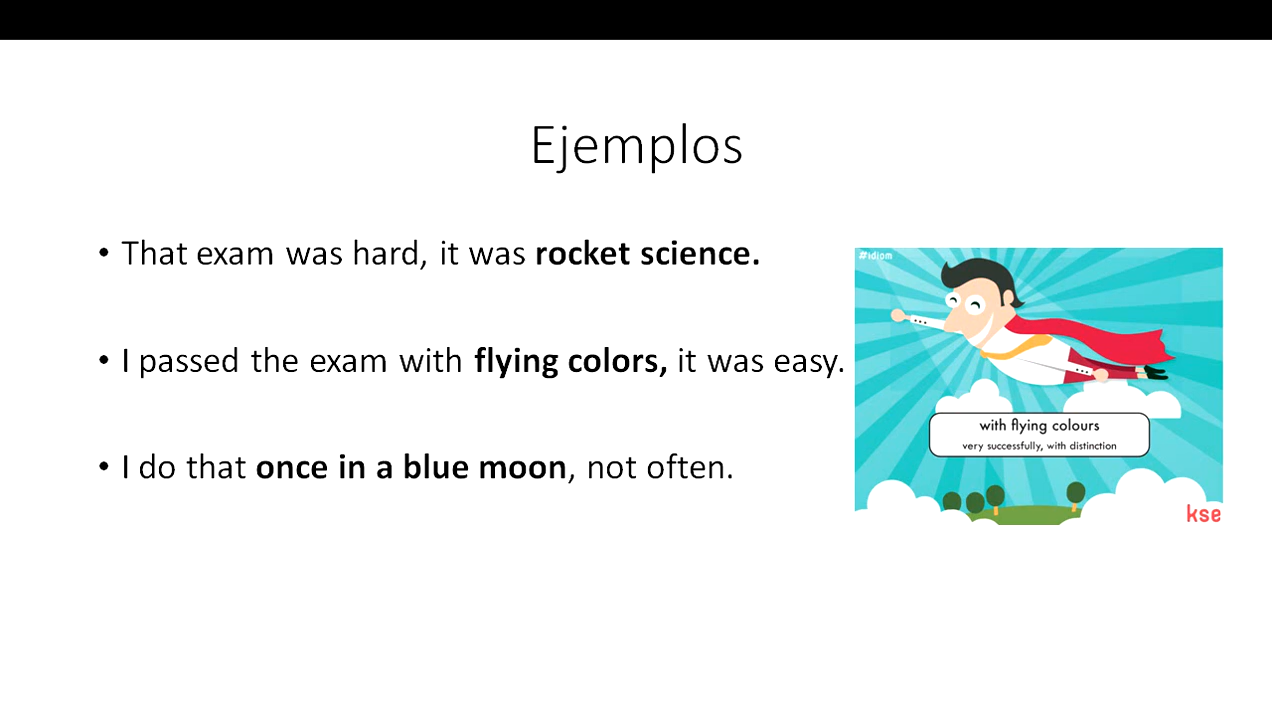 Ejemplos
• That exam was hard, it was rocket science.
• I passed the exam with flying colors, it was easy.
• I do that once in a blue moon, not often.
#idiom
with flying colours
very successfully, with distinction
kse